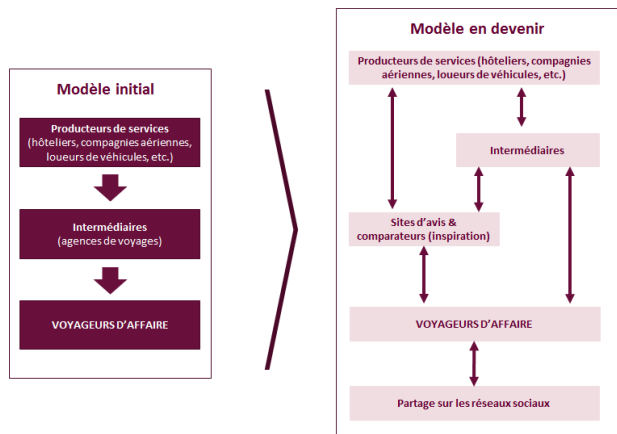 Modèle initial
Producteurs de services
(hôteliers, compagnies aériennes,
loueurs de véhicules, etc.)
Intermédiaires
(agences de voyages)
VOYAGEURS D'AFFAIRE
Modèle en devenir
Producteurs de services (hôteliers, compagnies
aériennes, loueurs de véhicules, etc.)
Intermédiaires
Sites d'avis &
comparateurs (inspiration)
VOYAGEURS D'AFFAIRE
Partage sur les réseaux sociaux